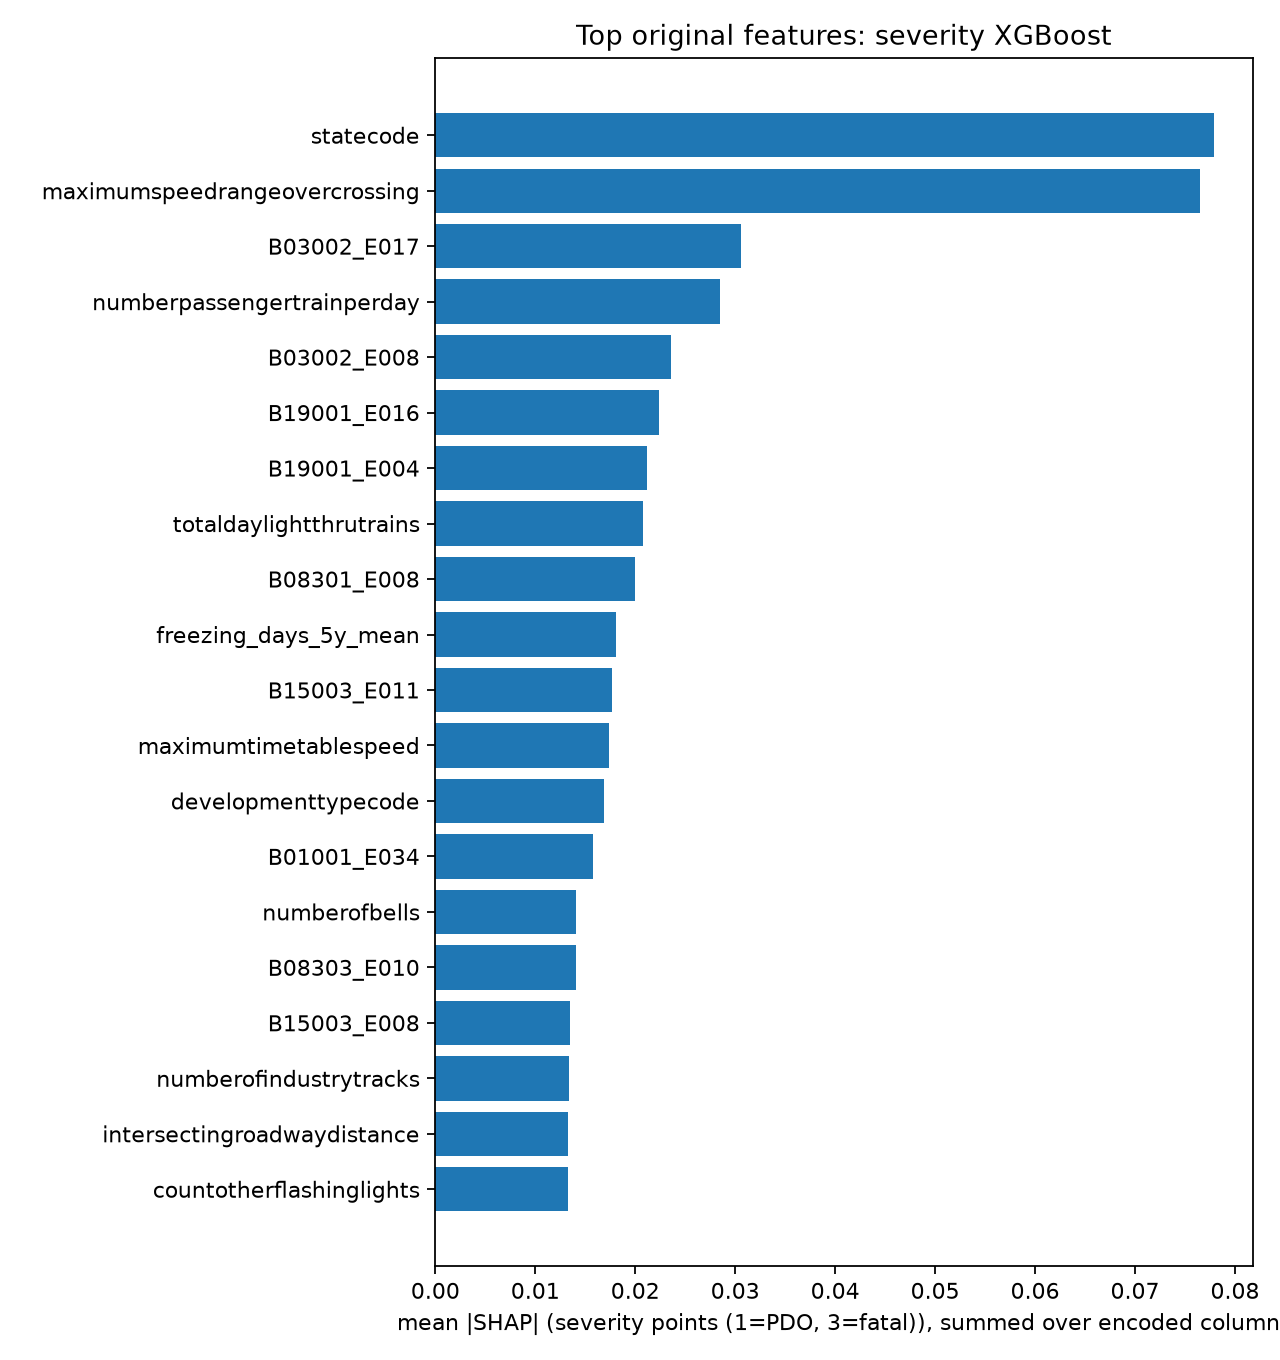 Top original features: severity XGBoost
statecode
maximumspeedrangeovercrossing
B03002_E017
numberpassengertrainperday
B03002_E008
B19001_E016
B19001_E004
totaldaylightthrutrains
B08301_E008
freezing_days_5y_mean
B15003_E011
maximumtimetablespeed
developmenttypecode
B01001_E034
numberofbells
B08303_E010
B15003_E008
numberofindustrytracks
intersectingroadwaydistance
countotherflashinglights
0.00 0.01 0.02 0.03 0.04 0.05 0.06 0.07 0.08
mean |SHAP| (severity points (1=PDO, 3=fatal)), summed over encoded column